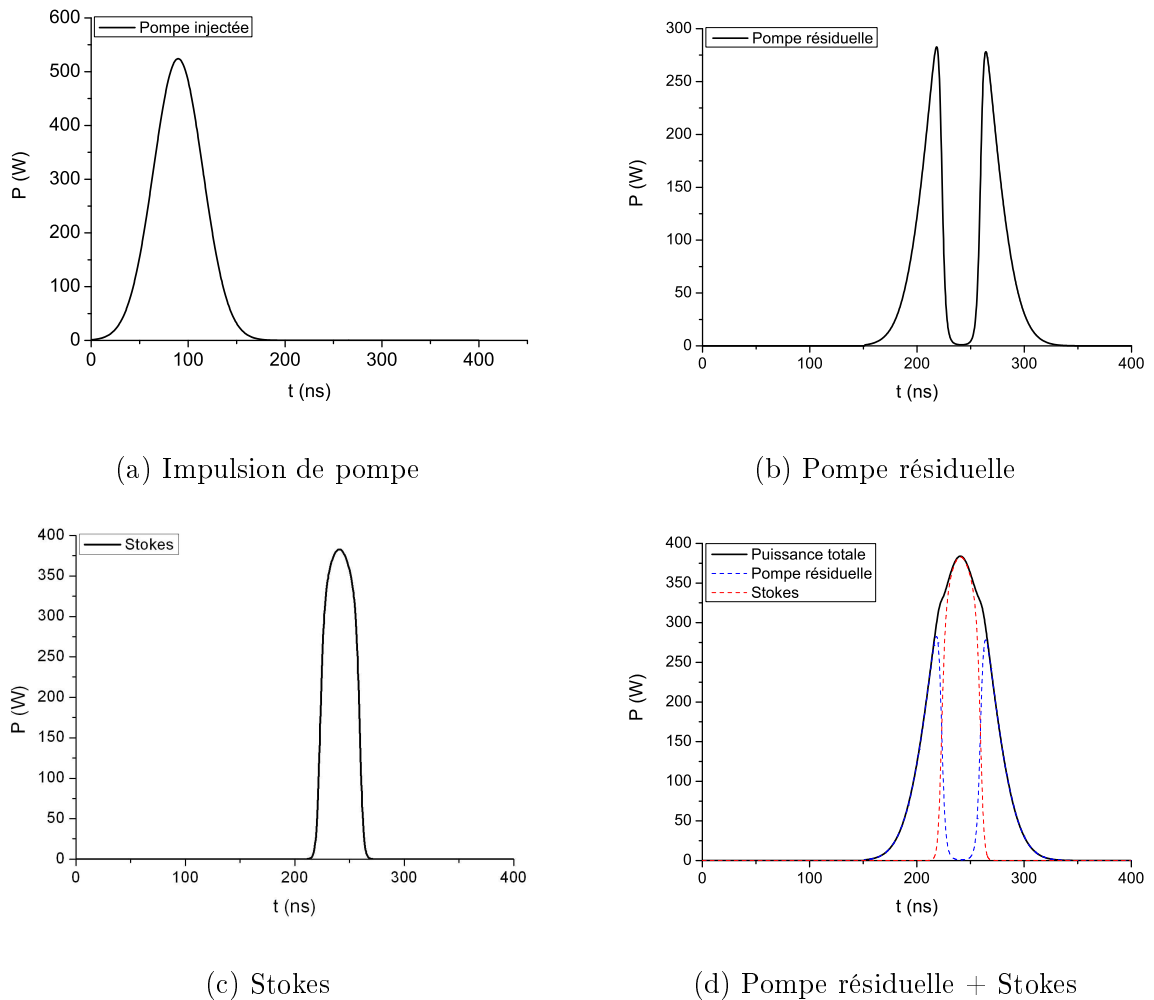 Pompe injectée
600
500
400
300
200
100
0
P (W)
0 100 200 300 400
t (ns)
(a) Impulsion de pompe
Pompe résiduelle
300
250
200
150
100
50
0
P (W)
0 100 200 300 400
t (ns)
(b) Pompe résiduelle
Stokes
400
350
300
250
200
150
100
50
0
P (W)
0 100 200 300 400
t (ns)
(c) Stokes
Puissance totale
Pompe résiduelle
Stokes
400
350
300
250
200
150
100
50
0
P (W)
0 100 200 300 400
t (ns)
(d) Pompe résiduelle + Stokes